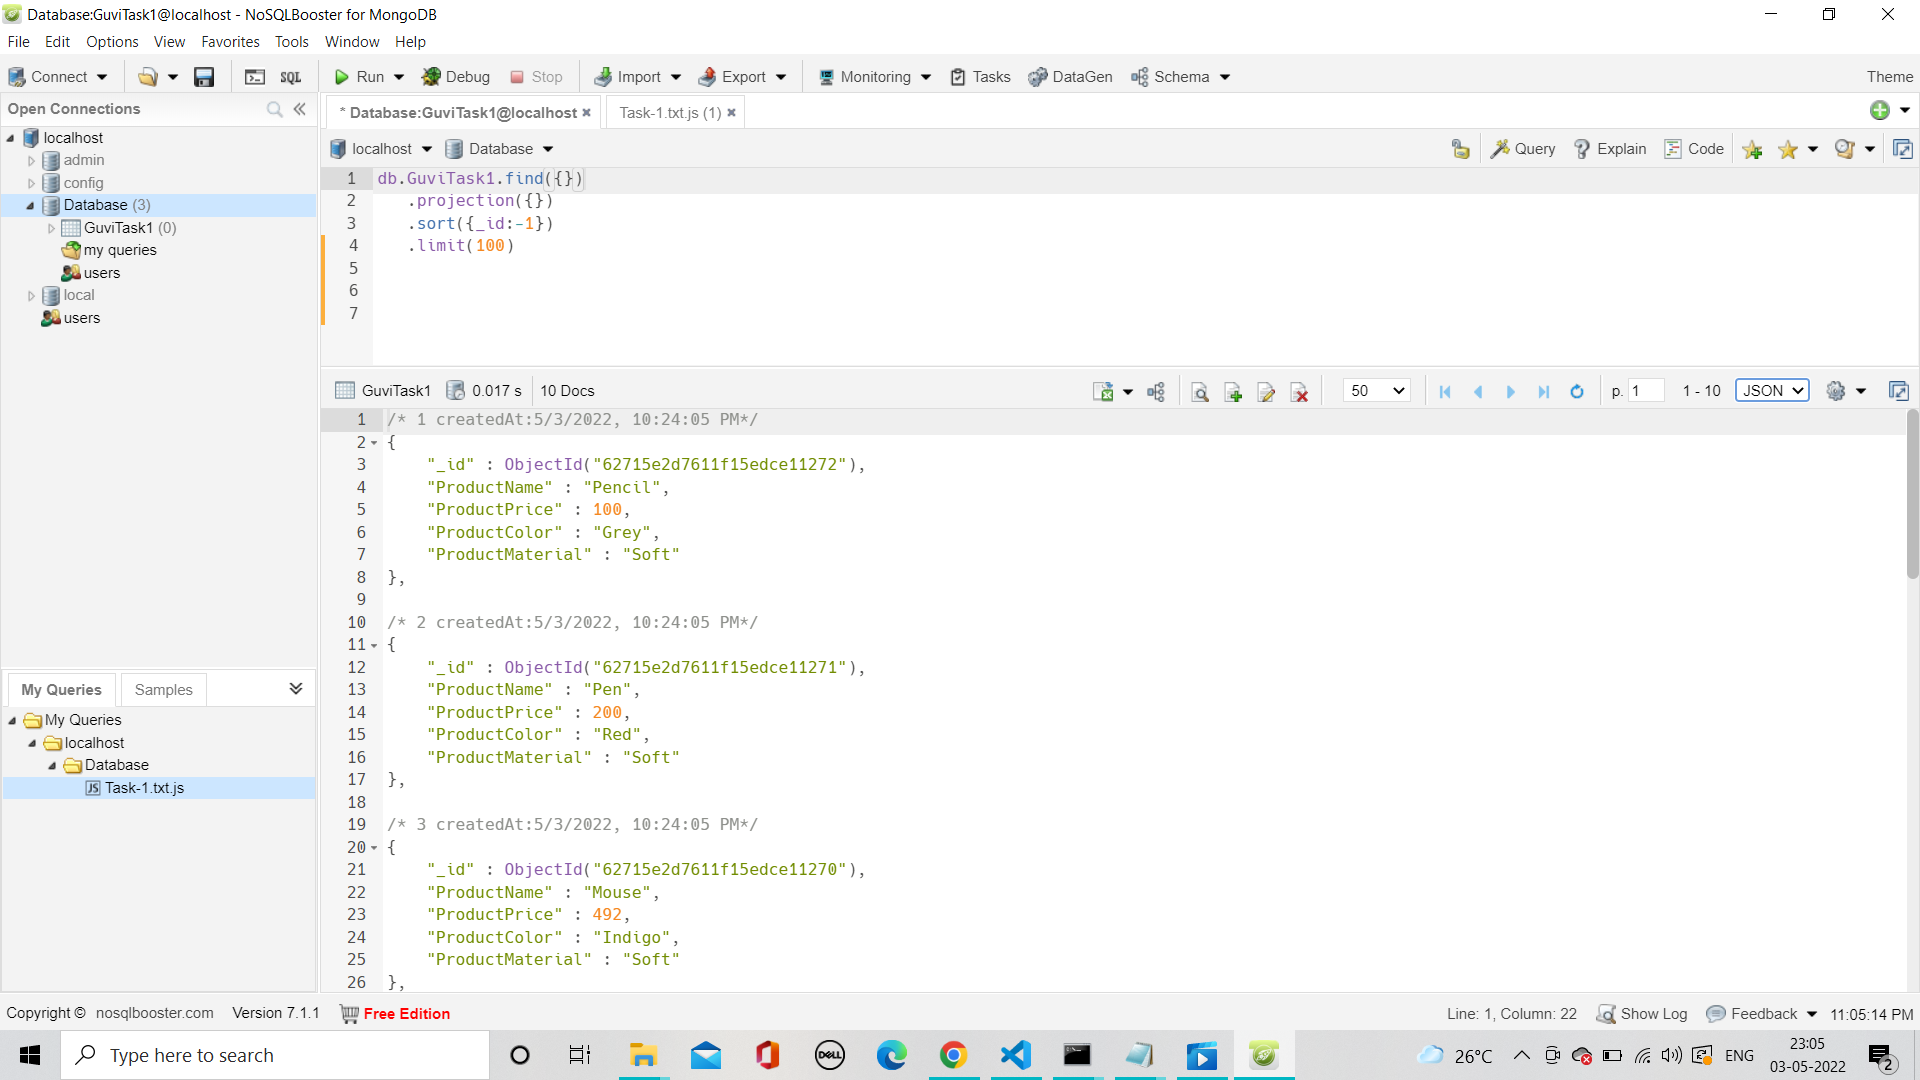 Database:GuviTask1@localhost - NoSQLBooster for MongoDB
File Edit Options View Favorites Tools Window Help
Connect SQL Run Debug Stop Import Export Monitoring Tasks DataGen Schema Theme
Open Connections
localhost
admin
config
Database (3)
GuviTask1 (0)
my queries
users
local
users
* Database:GuviTask1@localhost Task-1.txt.js (1)
localhost Database Query Explain Code
1 db.GuviTask1.find({})
2 .projection({})
3 .sort({_id:-1})
4 .limit(100)
5
6
7
GuviTask1 0.017 s 10 Docs 50 p. 1 1 - 10 JSON
1 /* 1 createdAt:5/3/2022, 10:24:05 PM*/
2 {
3 "_id" : ObjectId("62715e2d7611f15edce11272"),
4 "ProductName" : "Pencil",
5 "ProductPrice" : 100,
6 "ProductColor" : "Grey",
7 "ProductMaterial" : "Soft"
8 },
9
10 /* 2 createdAt:5/3/2022, 10:24:05 PM*/
11 {
12 "_id" : ObjectId("62715e2d7611f15edce11271"),
13 "ProductName" : "Pen",
14 "ProductPrice" : 200,
15 "ProductColor" : "Red",
16 "ProductMaterial" : "Soft"
17 },
18
19 /* 3 createdAt:5/3/2022, 10:24:05 PM*/
20 {
21 "_id" : ObjectId("62715e2d7611f15edce11270"),
22 "ProductName" : "Mouse",
23 "ProductPrice" : 492,
24 "ProductColor" : "Indigo",
25 "ProductMaterial" : "Soft"
26 },
My Queries Samples
My Queries
localhost
Database
JS Task-1.txt.js
Copyright © nosqlbooster.com Version 7.1.1 Free Edition Line: 1, Column: 22 Show Log Feedback 11:05:14 PM
Type here to search DELL 26°C ENG 23:05
03-05-2022 2